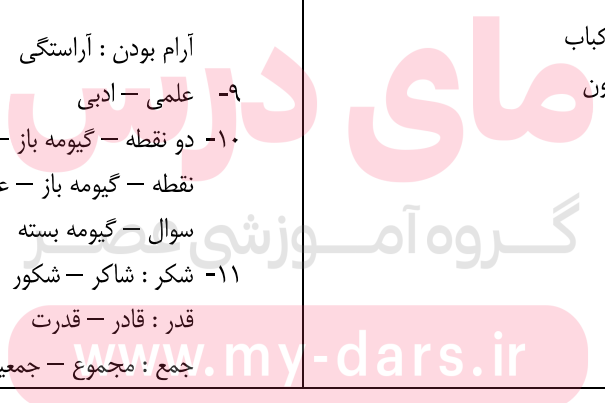 کباب
آرام بودن : آراستگی
۹- علمی – ادبی
۱۰- دو نقطه – گیومه باز –
نقطه – گیومه باز –
سوال – گیومه بسته
۱۱- شکر : شاکر – شکور
قدر : قادر – قدرت
جمع : مجموع –
مای درس
گروه آموزشی عصر
www.my-dars.ir